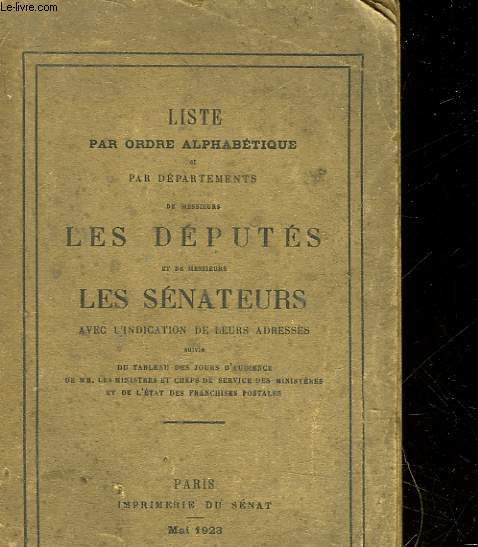 Le-livre.com
LISTE
PAR ORDRE ALPHABÉTIQUE
et
PAR DÉPARTEMENTS
DE MESSIEURS
LES DÉPUTÉS
ET DE MESSIEURS
LES SÉNATEURS
AVEC L'INDICATION DE LEURS ADRESSES
suivie
DU TABLEAU DES JOURS D'AUDIENCE
DE MM. LES MINISTRES ET CHEFS DE SERVICE DES MINISTÈRES
ET DE L'ÉTAT DES FRANCHISES POSTALES
PARIS
IMPRIMERIE DU SÉNAT
Mai 1923